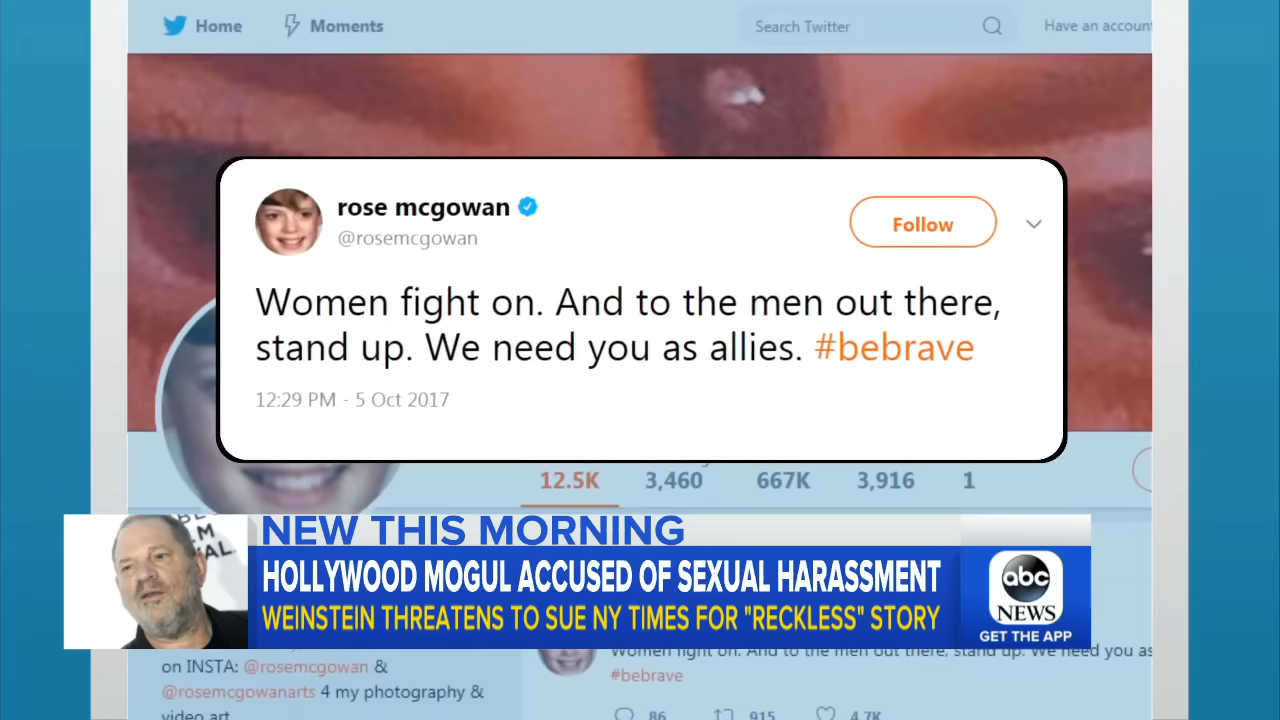 Home
Moments
Search Twitter
Have an account
rose mcgowan
@rosemcgowan
Follow
Women fight on. And to the men out there,
stand up. We need you as allies. #bebrave
12:29 PM - 5 Oct 2017
12.5K 3,460 667K 3,916 1
NEW THIS MORNING
HOLLYWOOD MOGUL ACCUSED OF SEXUAL HARASSMENT
WEINSTEIN THREATENS TO SUE NY TIMES FOR "RECKLESS" STORY
abc
NEWS
GET THE APP
Women fight on. And to the men out there, stand up. We need you as
#bebrave
on INSTA: @rosemcgowan &
@rosemcgowanarts 4 my photography &
video art
86 915 4.7K